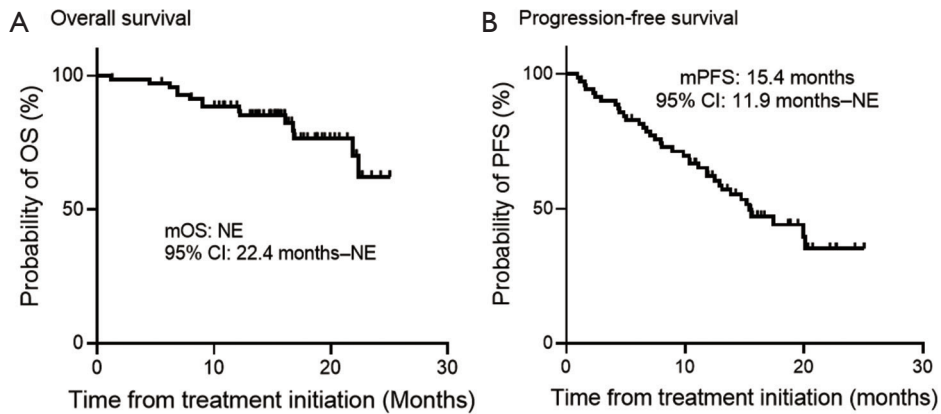 A Overall survival
100
50
0
0 10 20 30
Probability of OS (%)
mOS: NE
95% CI: 22.4 months–NE
Time from treatment initiation (Months)
B Progression-free survival
100
50
0
0 10 20 30
Probability of PFS (%)
mPFS: 15.4 months
95% CI: 11.9 months–NE
Time from treatment initiation (months)